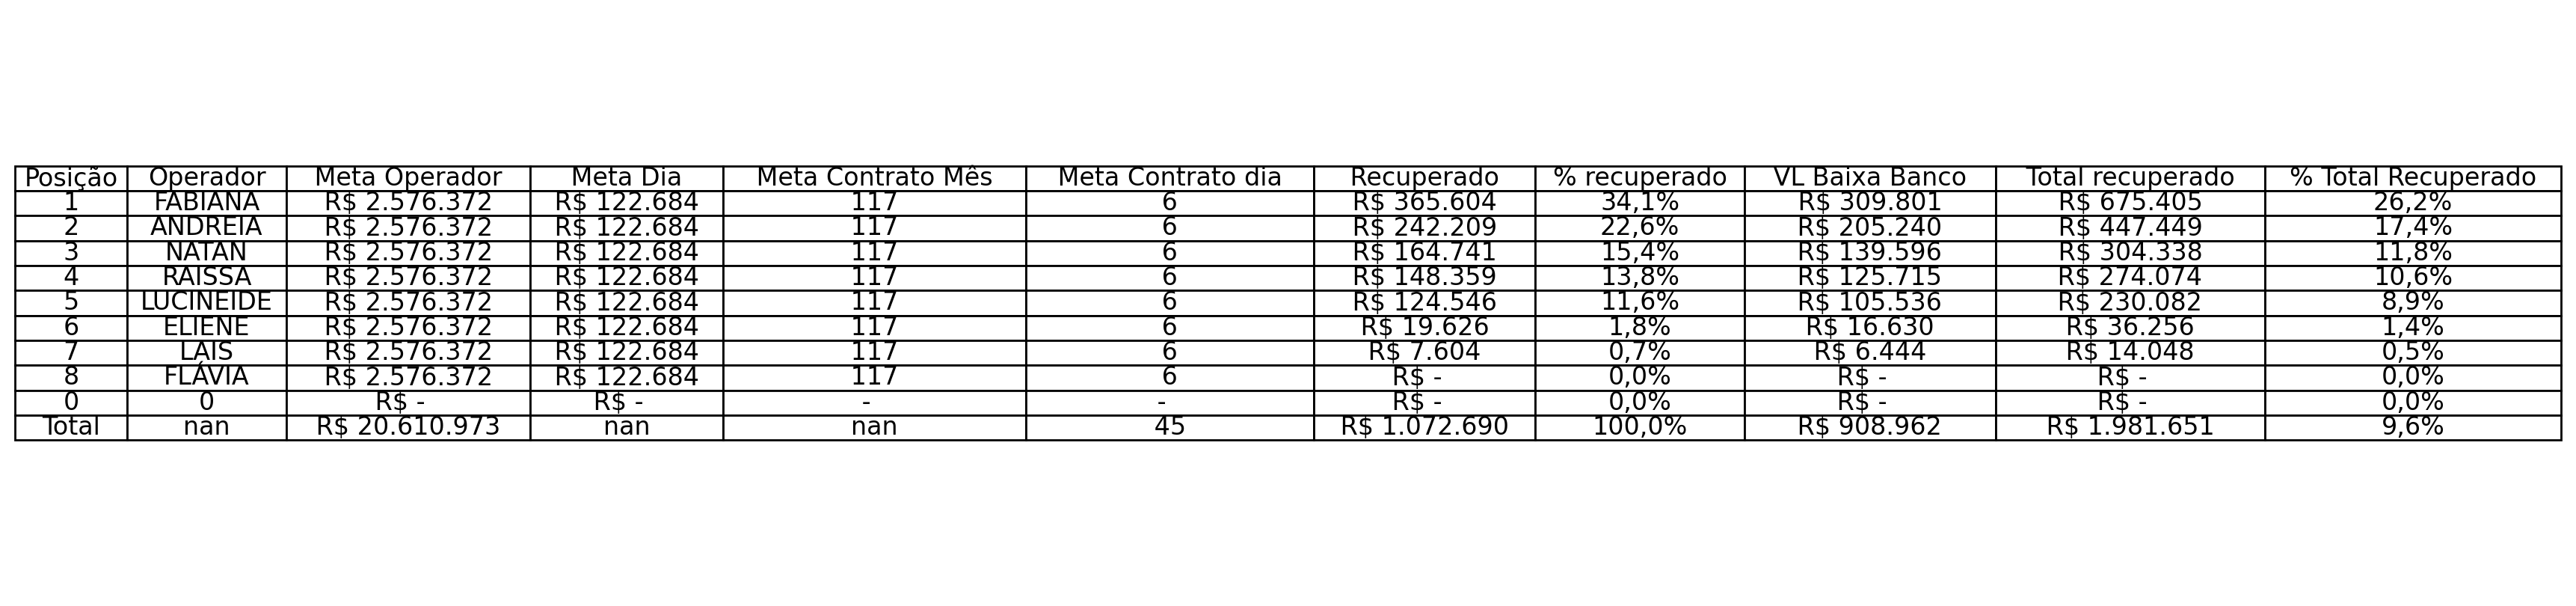 Posição Operador Meta Operador Meta Dia Meta Contrato Mês Meta Contrato dia Recuperado % recuperado VL Baixa Banco Total recuperado % Total Recuperado
1 FABIANA R$ 2.576.372 R$ 122.684 117 6 R$ 365.604 34,1% R$ 309.801 R$ 675.405 26,2%
2 ANDREIA R$ 2.576.372 R$ 122.684 117 6 R$ 242.209 22,6% R$ 205.240 R$ 447.449 17,4%
3 NATAN R$ 2.576.372 R$ 122.684 117 6 R$ 164.741 15,4% R$ 139.596 R$ 304.338 11,8%
4 RAISSA R$ 2.576.372 R$ 122.684 117 6 R$ 148.359 13,8% R$ 125.715 R$ 274.074 10,6%
5 LUCINEIDE R$ 2.576.372 R$ 122.684 117 6 R$ 124.546 11,6% R$ 105.536 R$ 230.082 8,9%
6 ELIENE R$ 2.576.372 R$ 122.684 117 6 R$ 19.626 1,8% R$ 16.630 R$ 36.256 1,4%
7 LAIS R$ 2.576.372 R$ 122.684 117 6 R$ 7.604 0,7% R$ 6.444 R$ 14.048 0,5%
8 FLÁVIA R$ 2.576.372 R$ 122.684 117 6 R$ - 0,0% R$ - R$ - 0,0%
0 0 R$ - R$ - - - R$ - 0,0% R$ - R$ - 0,0%
Total nan R$ 20.610.973 nan nan 45 R$ 1.072.690 100,0% R$ 908.962 R$ 1.981.651 9,6%